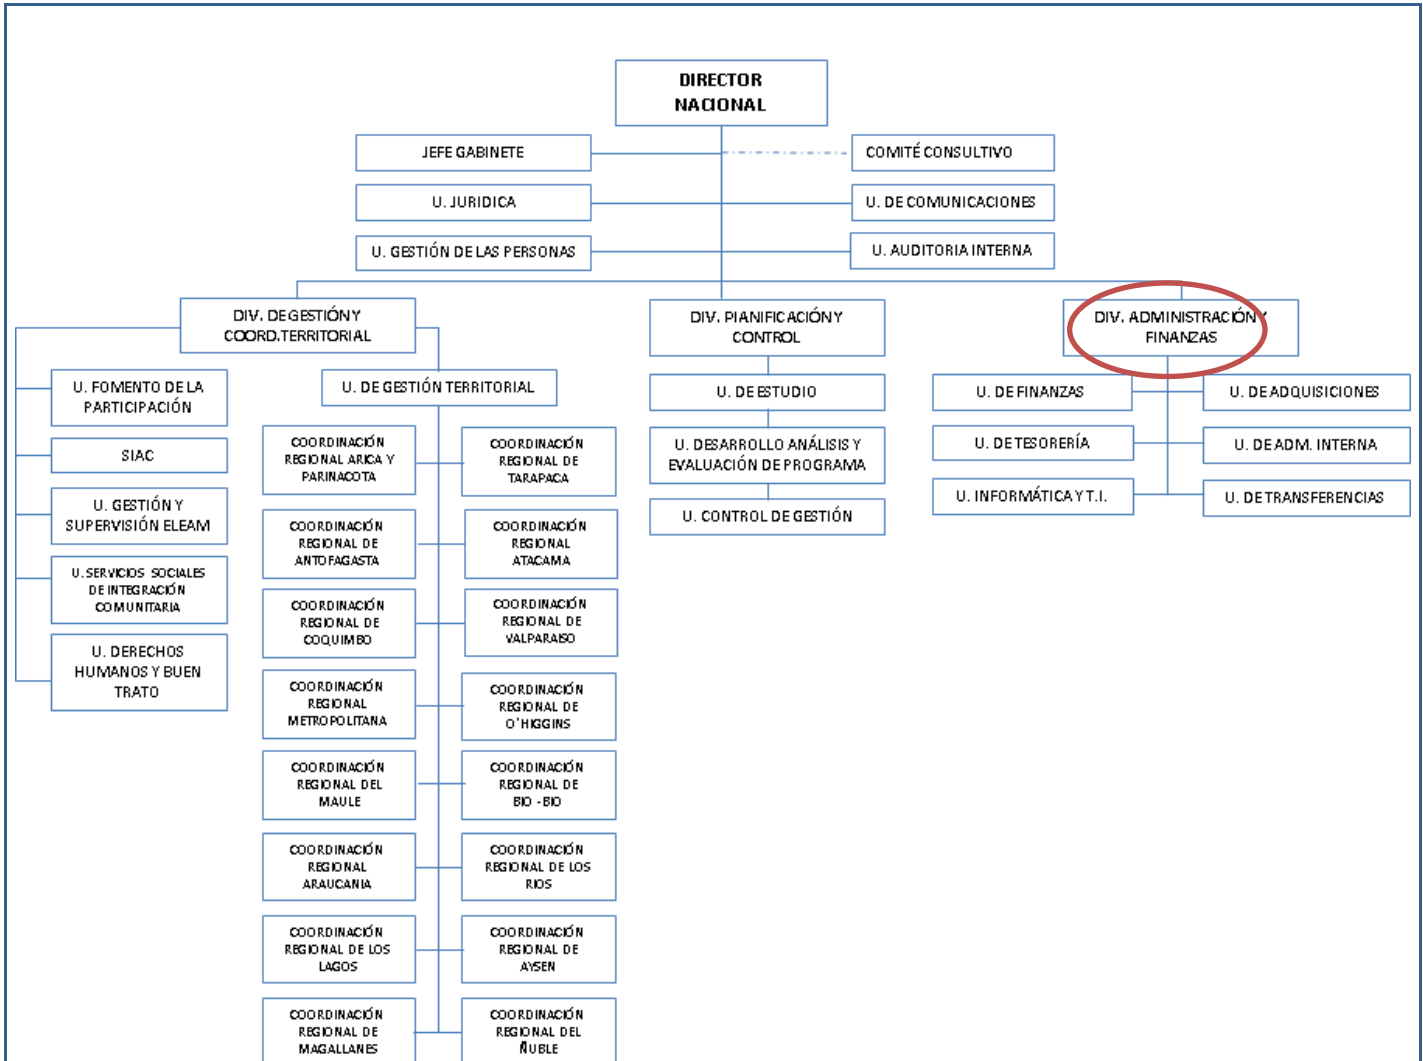 DIRECTOR
NACIONAL
JEFE GABINETE
COMITÉ CONSULTIVO
U. JURIDICA
U. DE COMUNICACIONES
U. GESTIÓN DE LAS PERSONAS
U. AUDITORIA INTERNA
DIV. DE GESTIÓN Y
COORD.TERRITORIAL
DIV. PLANIFICACIÓN Y
CONTROL
DIV. ADMINISTRACIÓN Y
FINANZAS
U. FOMENTO DE LA
PARTICIPACIÓN
SIAC
U. GESTIÓN Y
SUPERVISIÓN ELEAM
U.SERVICIOS SOCIALES
DE INTEGRACIÓN
COMUNITARIA
U. DERECHOS
HUMANOS Y BUEN
TRATO
U. DE GESTIÓN TERRITORIAL
COORDINACIÓN
REGIONAL ARICA Y
PARINACOTA
COORDINACIÓN
REGIONAL DE
TARAPACA
COORDINACIÓN
REGIONAL DE
ANTOFAGASTA
COORDINACIÓN
REGIONAL
ATACAMA
COORDINACIÓN
REGIONAL DE
COQUIMBO
COORDINACIÓN
REGIONAL DE
VALPARAISO
COORDINACIÓN
REGIONAL
METROPOLITANA
COORDINACIÓN
REGIONAL DE
O'HIGGINS
COORDINACIÓN
REGIONAL DEL
MAULE
COORDINACIÓN
REGIONAL DE
BIO -BIO
COORDINACIÓN
REGIONAL
ARAUCANIA
COORDINACIÓN
REGIONAL DE LOS
RIOS
COORDINACIÓN
REGIONAL DE LOS
LAGOS
COORDINACIÓN
REGIONAL DE
AYSEN
COORDINACIÓN
REGIONAL DE
MAGALLANES
COORDINACIÓN
REGIONAL DEL
ÑUBLE
U. DE ESTUDIO
U. DESARROLLO ANÁLISIS Y
EVALUACIÓN DE PROGRAMA
U. CONTROL DE GESTIÓN
U. DE FINANZAS
U. DE ADQUISICIONES
U. DE TESORERÍA
U. DE ADM. INTERNA
U. INFORMÁTICA Y T.I.
U. DE TRANSFERENCIAS